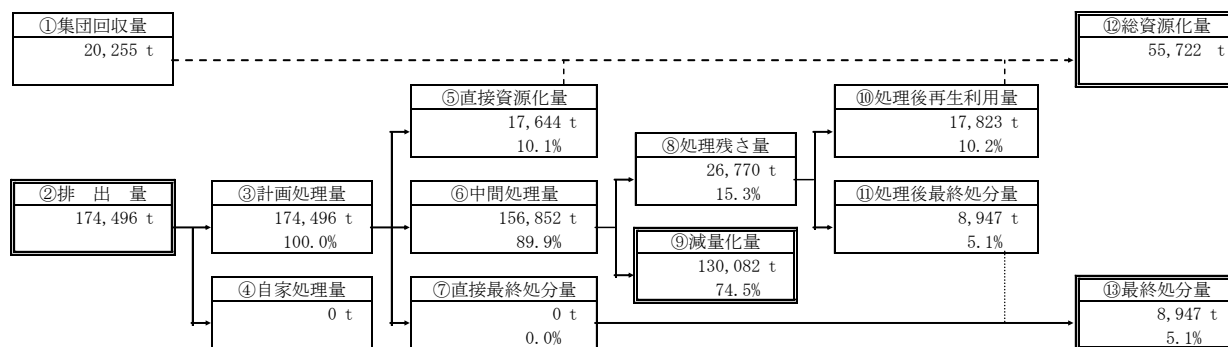 ①集団回収量
20,255 t
⑫総資源化量
55,722 t
⑤直接資源化量
17,644 t
10.1%
⑩処理後再生利用量
17,823 t
10.2%
⑧処理残さ量
26,770 t
15.3%
②排 出 量
174,496 t
③計画処理量
174,496 t
100.0%
⑥中間処理量
156,852 t
89.9%
⑪処理後最終処分量
8,947 t
5.1%
⑨減量化量
130,082 t
74.5%
④自家処理量
0 t
⑦直接最終処分量
0 t
0.0%
⑬最終処分量
8,947 t
5.1%